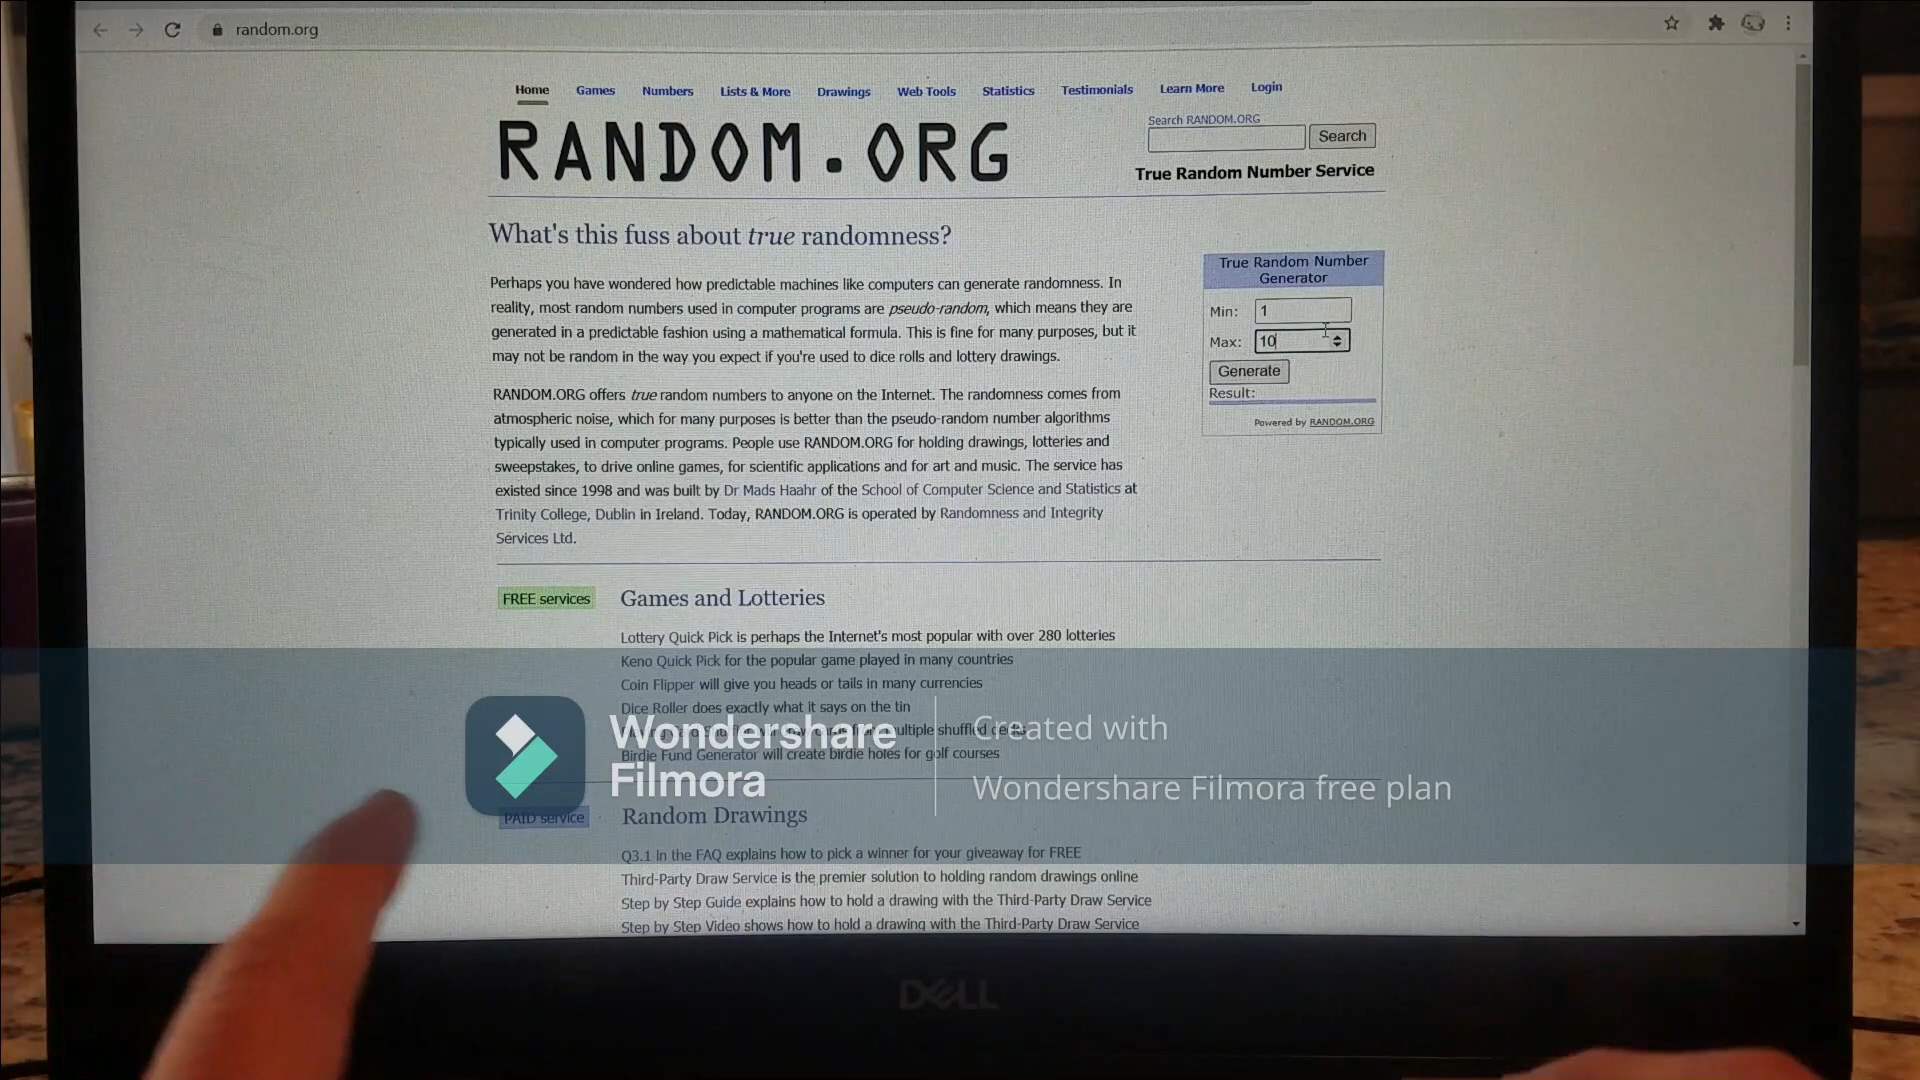 random.org
Home Games Numbers Lists & More Drawings Web Tools Statistics Testimonials Learn More Login
RANDOM.ORG
Search RANDOM.ORG
Search
True Random Number Service
What's this fuss about true randomness?
Perhaps you have wondered how predictable machines like computers can generate randomness. In
reality, most random numbers used in computer programs are pseudo-random, which means they are
generated in a predictable fashion using a mathematical formula. This is fine for many purposes, but it
may not be random in the way you expect if you're used to dice rolls and lottery drawings.
RANDOM.ORG offers true random numbers to anyone on the Internet. The randomness comes from
atmospheric noise, which for many purposes is better than the pseudo-random number algorithms
typically used in computer programs. People use RANDOM.ORG for holding drawings, lotteries and
sweepstakes, to drive online games, for scientific applications and for art and music. The service has
existed since 1998 and was built by Dr Mads Haahr of the School of Computer Science and Statistics at
Trinity College, Dublin in Ireland. Today, RANDOM.ORG is operated by Randomness and Integrity
Services Ltd.
True Random Number
Generator
Min: 1
Max: 10
Generate
Result:
Powered by RANDOM.ORG
FREE services
Games and Lotteries
Lottery Quick Pick is perhaps the Internet's most popular with over 280 lotteries
Keno Quick Pick for the popular game played in many countries
Coin Flipper will give you heads or tails in many currencies
Dice Roller does exactly what it says on the tin
multiple shuffled decks
Birdie Fund Generator will create birdie holes for golf courses
Wondershare
Filmora
Created with
Wondershare Filmora free plan
PAID service
Random Drawings
Q3.1 in the FAQ explains how to pick a winner for your giveaway for FREE
Third-Party Draw Service is the premier solution to holding random drawings online
Step by Step Guide explains how to hold a drawing with the Third-Party Draw Service
Step by Step Video shows how to hold a drawing with the Third-Party Draw Service
DELL